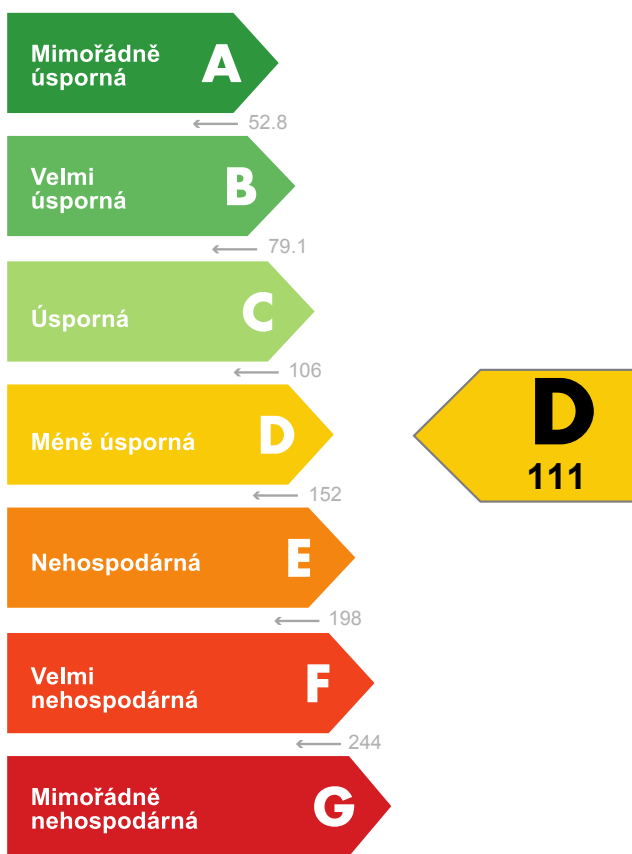 Mimořádně
úsporná
A
52.8
Velmi
úsporná
B
79.1
Úsporná
C
106
Méně úsporná
D
152
D
111
Nehospodárná
E
198
Velmi
nehospodárná
F
244
Mimořádně
nehospodárná
G